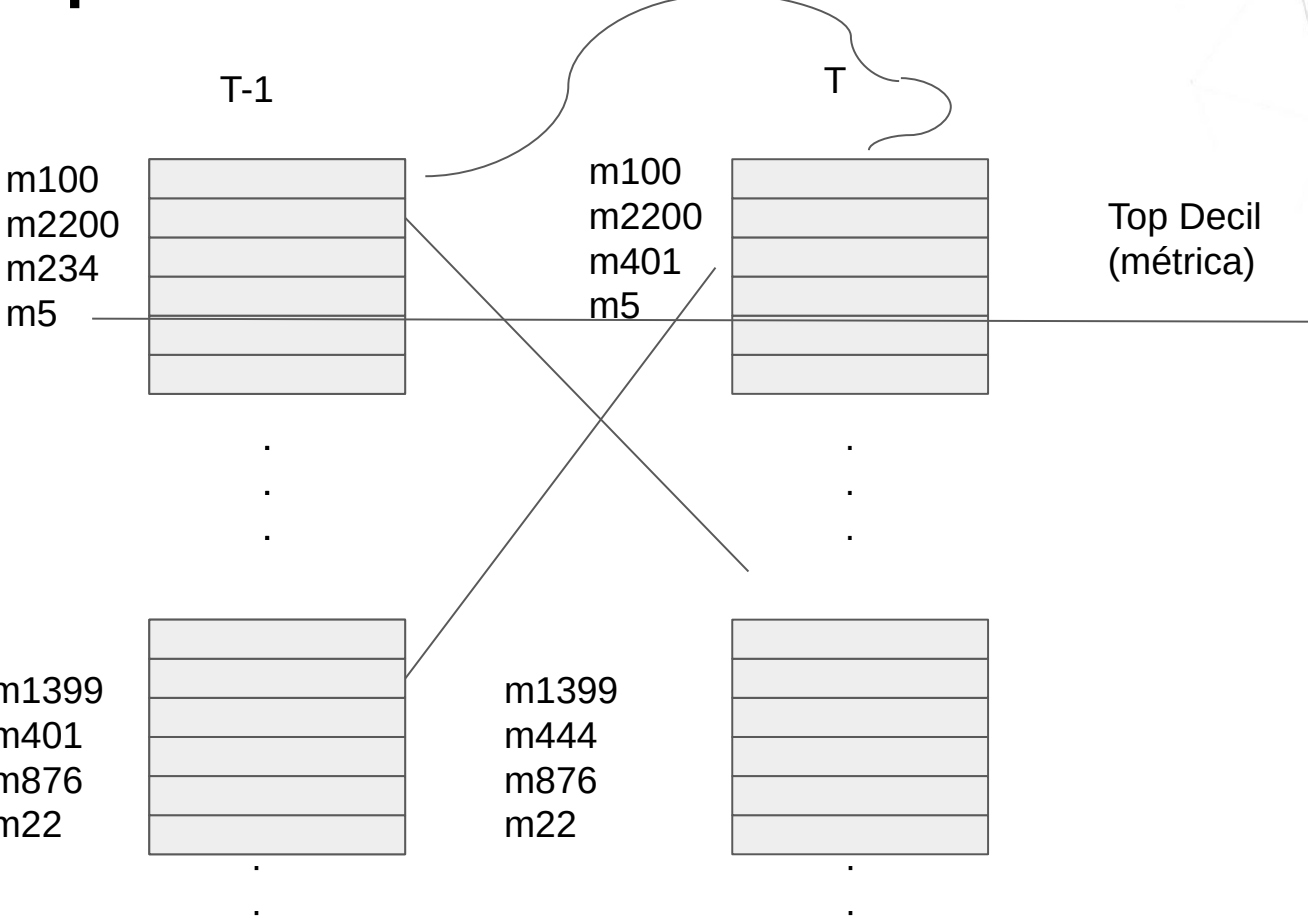 T-1
T
m100
m2200
m234
m5
m100
m2200
m401
m5
Top Decil
(métrica)
.
.
.
.
.
.
m1399
m401
m876
m22
m1399
m444
m876
m22
.
.
.
.